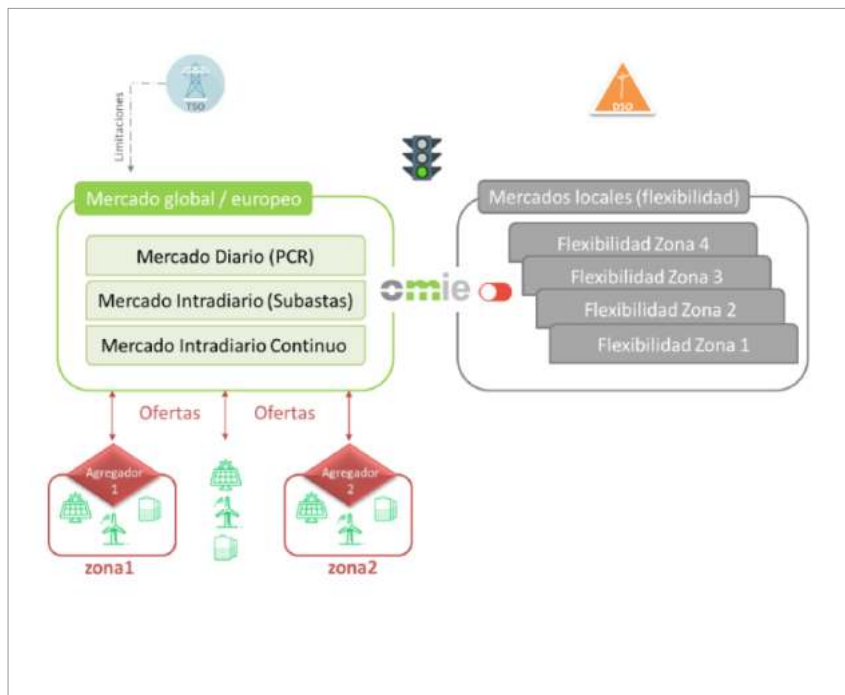 TSO
DSO
Limitaciones
Mercado global / europeo
Mercado Diario (PCR)
Mercado Intradiario (Subastas)
Mercado Intradiario Continuo
omie
Mercados locales (flexibilidad)
Flexibilidad Zona 4
Flexibilidad Zona 3
Flexibilidad Zona 2
Flexibilidad Zona 1
Ofertas
Ofertas
Agregador
1
Agregador
2
zona1
zona2